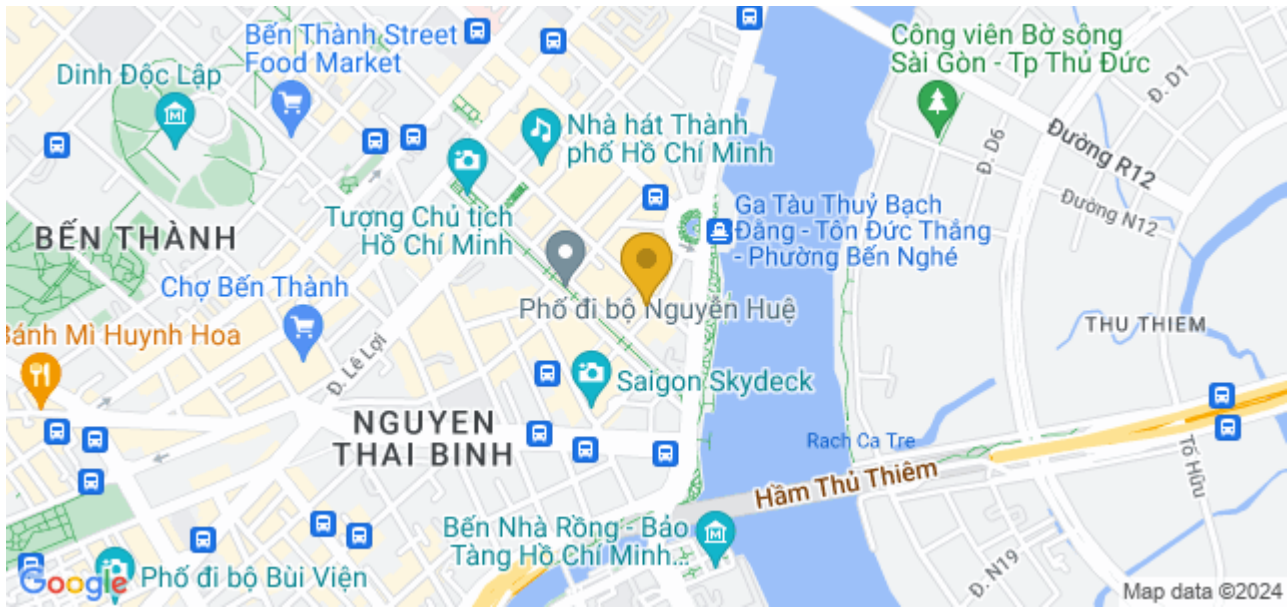 Bến Thành Street
Food Market
Dinh Độc Lập
Công viên Bờ sông
Sài Gòn - Tp Thủ Đức
Đ. D1
Đ. D6
Đường R12
Đường N12
Nhà hát Thành
phố Hồ Chí Minh
Tượng Chủ tịch
Hồ Chí Minh
Ga Tàu Thuỷ Bạch
Đằng - Tôn Đức Thắng
- Phường Bến Nghé
BẾN THÀNH
Chợ Bến Thành
Phố đi bộ Nguyễn Huệ
Bánh Mì Huynh Hoa
THU THIEM
Đ. Lê Lợi
Saigon Skydeck
NGUYEN
THAI BINH
Rach Ca Tre
Hầm Thủ Thiêm
Tố Hữu
Bến Nhà Rồng - Bảo
Tàng Hồ Chí Minh...
Phố đi bộ Bùi Viện
Đ. N19
Google
Map data ©2024